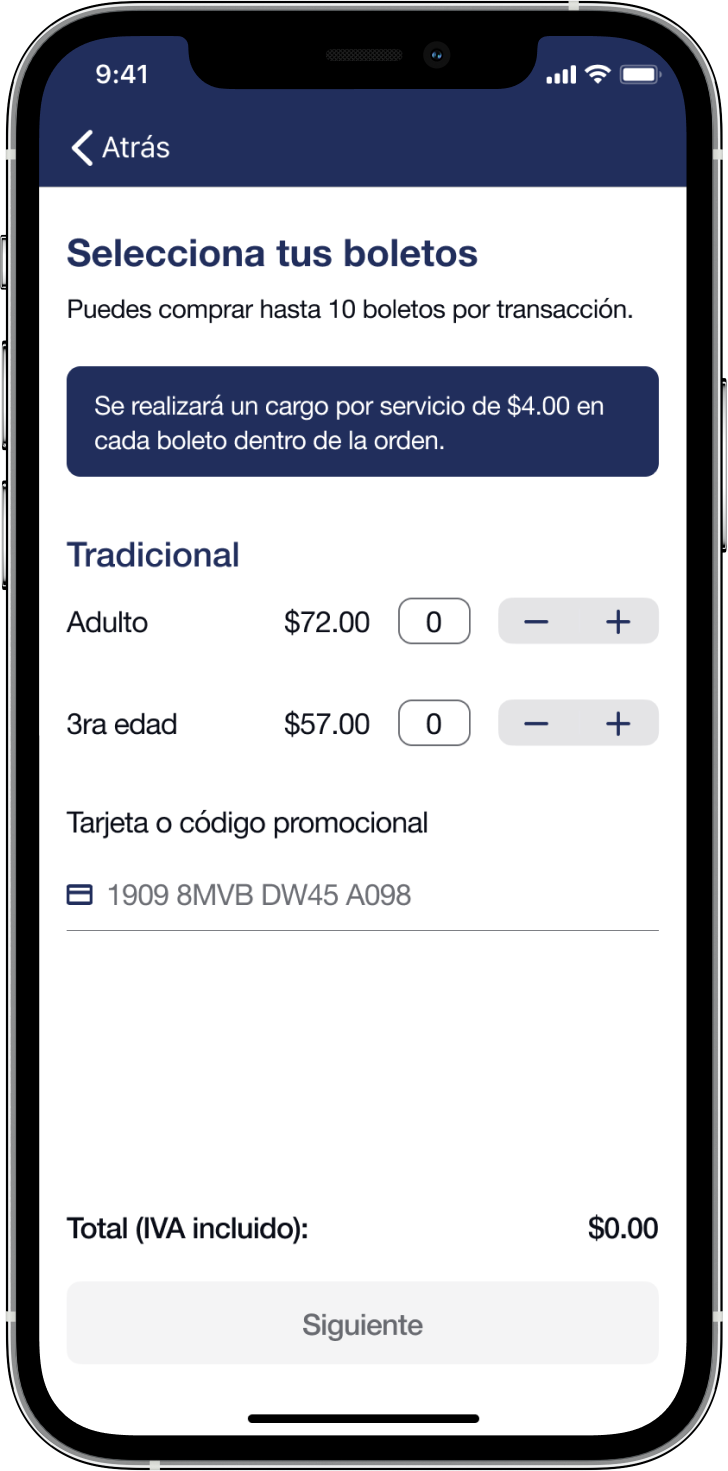 9:41
Atrás
Selecciona tus boletos
Puedes comprar hasta 10 boletos por transacción.
Se realizará un cargo por servicio de $4.00 en
cada boleto dentro de la orden.
Tradicional
Adulto $72.00 0 − +
3ra edad $57.00 0 − +
Tarjeta o código promocional
1909 8MVB DW45 A098
Total (IVA incluido): $0.00
Siguiente